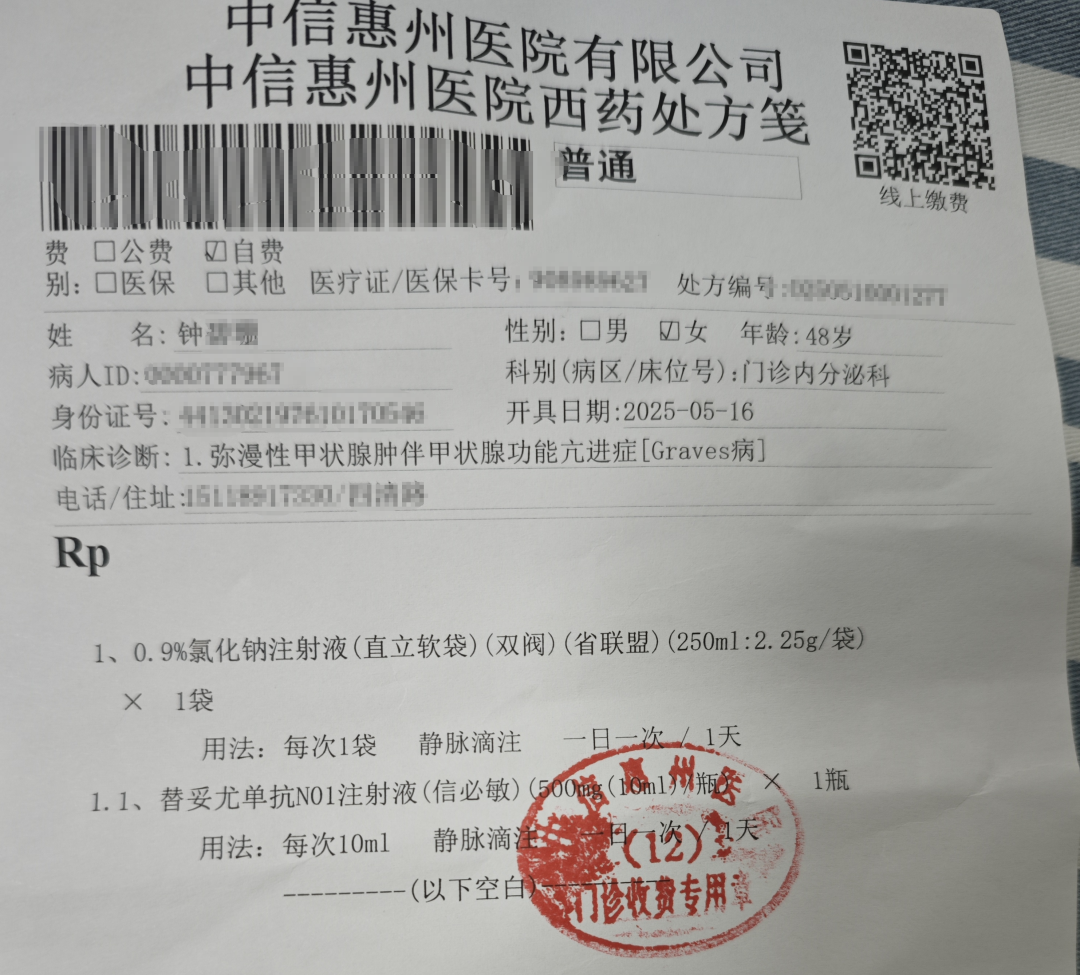 中信惠州医院有限公司
中信惠州医院西药处方笺
普通
线上缴费
费 □公费 ☑自费
别: □医保 □其他 医疗证/医保卡号: 处方编号:
姓 名: 钟 性别: □男 ☑女 年龄: 48岁
病人ID: 科别(病区/床位号): 门诊内分泌科
身份证号: 开具日期: 2025-05-16
临床诊断: 1.弥漫性甲状腺肿伴甲状腺功能亢进症[Graves病]
电话/住址:
Rp
1、0.9%氯化钠注射液(直立软袋)(双阀)(省联盟)(250ml:2.25g/袋)
× 1袋
用法: 每次1袋 静脉滴注 一日一次 / 1天
1.1、替妥尤单抗N01注射液(信必敏)(500mg(10ml)/瓶) × 1瓶
用法: 每次10ml 静脉滴注 一日一次 / 1天
---------(以下空白)---------
惠州医
(12)
门诊收费专用章